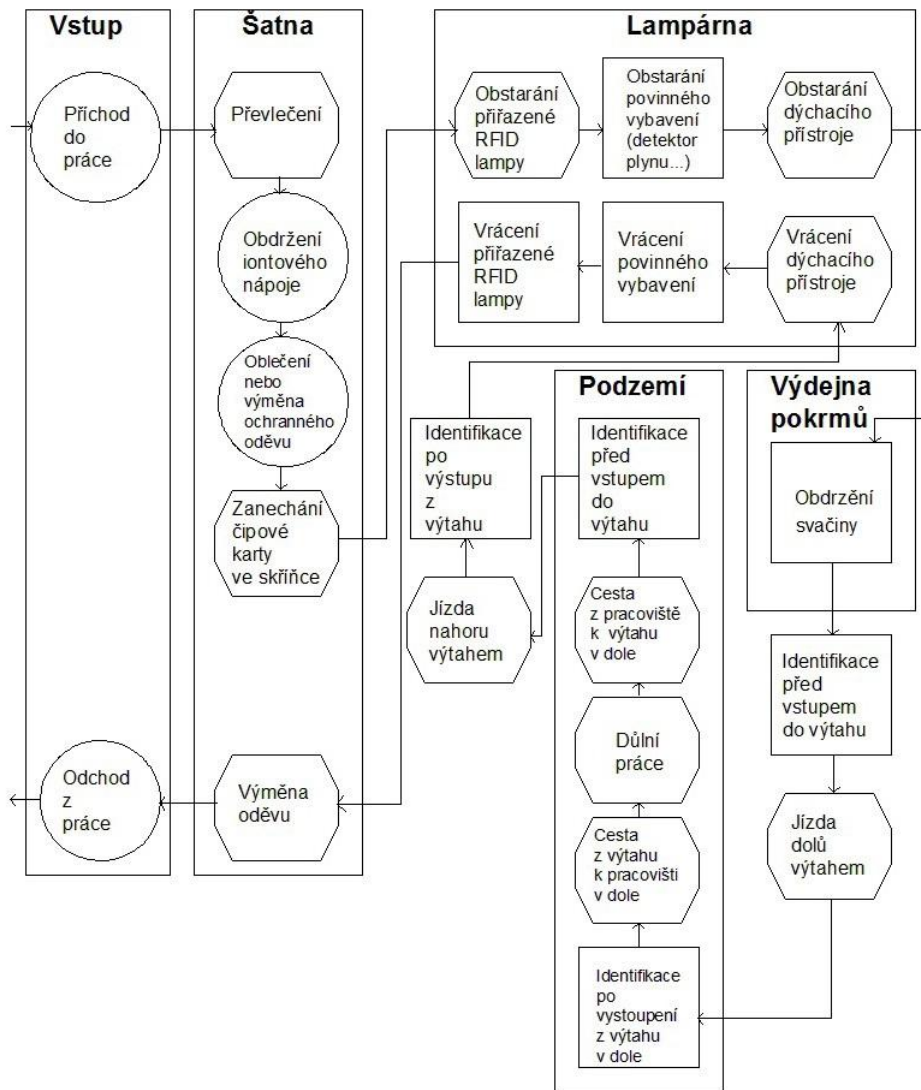 Vstup
Příchod
do
práce
Odchod
z
práce
Šatna
Převlečení
Obdržení
iontového
nápoje
Oblečení
nebo
výměna
ochranného
oděvu
Zanechání
čipové
karty
ve skříňce
Výměna
oděvu
Lampárna
Obstarání
přiřazené
RFID
lampy
Obstarání
povinného
vybavení
(detektor
plynu...)
Obstarání
dýchacího
přístroje
Vrácení
přiřazené
RFID
lampy
Vrácení
povinného
vybavení
Vrácení
dýchacího
přístroje
Identifikace
po
výstupu
z
výtahu
Jízda
nahoru
výtahem
Podzemí
Identifikace
před
vstupem
do
výtahu
Cesta
z pracoviště
k výtahu
v dole
Důlní
práce
Cesta
z výtahu
k pracovišti
v dole
Identifikace
po
vystoupení
z výtahu
v dole
Výdejna
pokrmů
Obdrzění
svačiny
Identifikace
před
vstupem
do výtahu
Jízda
dolů
výtahem